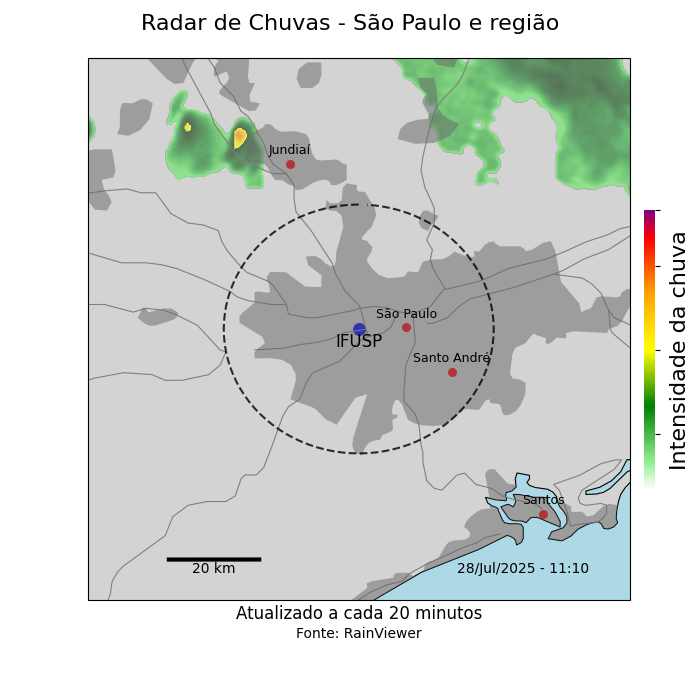 Radar de Chuvas - São Paulo e região
Jundiaí
São Paulo
IFUSP
Santo André
Santos
20 km
28/Jul/2025 - 11:10
Intensidade da chuva
Atualizado a cada 20 minutos
Fonte: RainViewer